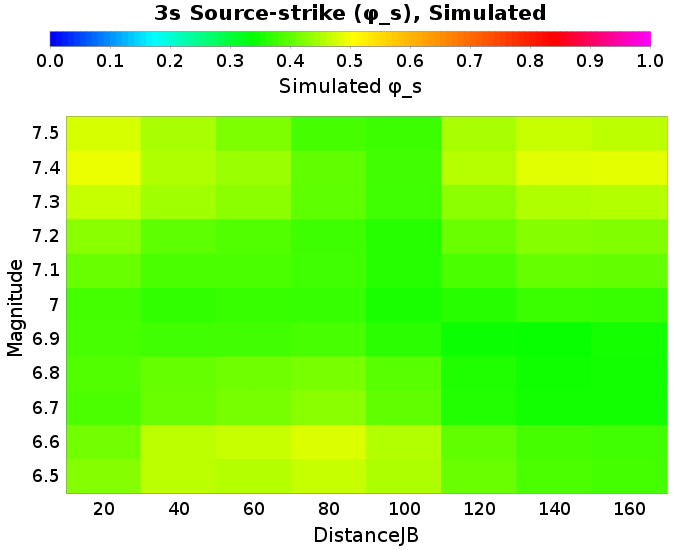 3s Source-strike (φ_s), Simulated
0.0 0.1 0.2 0.3 0.4 0.5 0.6 0.7 0.8 0.9 1.0
Simulated φ_s
Magnitude
7.5
7.4
7.3
7.2
7.1
7
6.9
6.8
6.7
6.6
6.5
20 40 60 80 100 120 140 160
DistanceJB